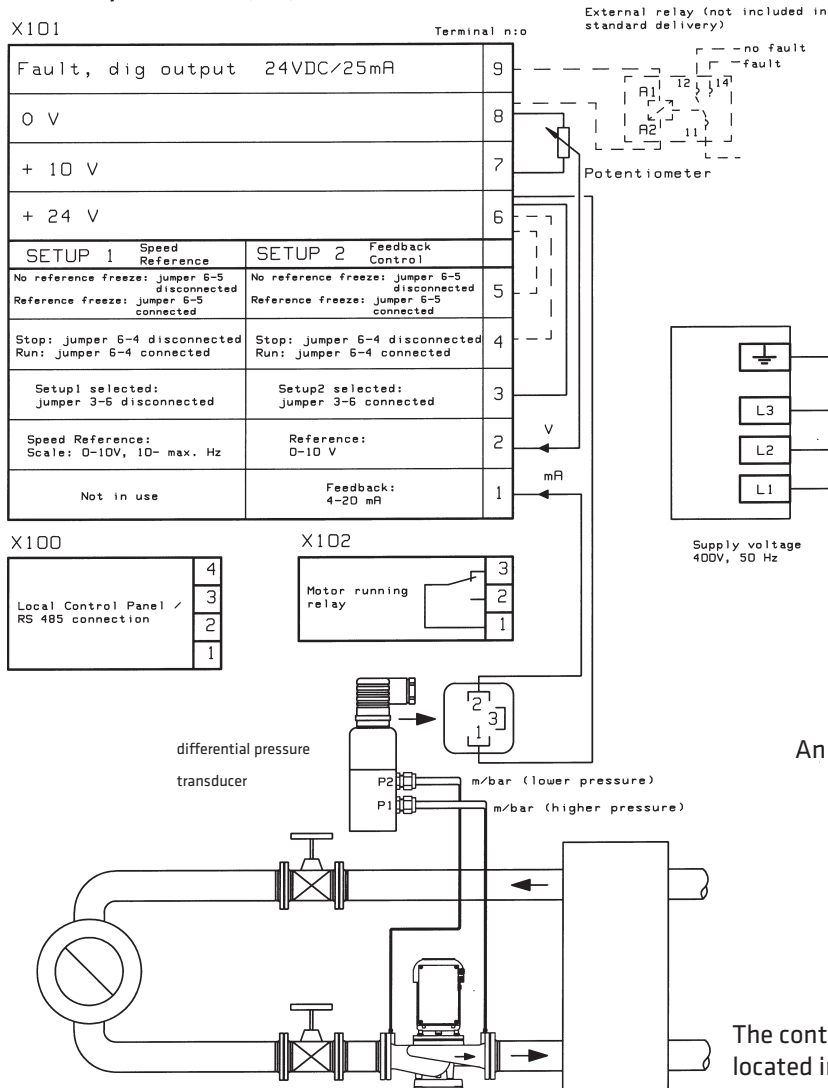 External relay (not included in
standard delivery)
X101
Terminal n:o
no fault
fault
Fault, dig output 24VDC/25mA
9
A1
12
14
A2
11
0 V
8
+ 10 V
7
Potentiometer
+ 24 V
6
SETUP 1 Speed
Reference
SETUP 2 Feedback
Control
No reference freeze: jumper 6-5
disconnected
Reference freeze: jumper 6-5
connected
No reference freeze: jumper 6-5
disconnected
Reference freeze: jumper 6-5
connected
5
Stop: jumper 6-4 disconnected
Run: jumper 6-4 connected
Stop: jumper 6-4 disconnected
Run: jumper 6-4 connected
4
Setup1 selected:
jumper 3-6 disconnected
Setup2 selected:
jumper 3-6 connected
3
Speed Reference:
Scale: 0-10V, 10- max. Hz
Reference:
0-10 V
2
V
Not in use
Feedback:
4-20 mA
1
mA
L3
L2
L1
Supply voltage
400V, 50 Hz
X100
Local Control Panel /
RS 485 connection
4
3
2
1
X102
Motor running
relay
3
2
1
2
3
1
differential pressure
transducer
P2
m/bar (lower pressure)
P1
m/bar (higher pressure)
An
The cont
located in